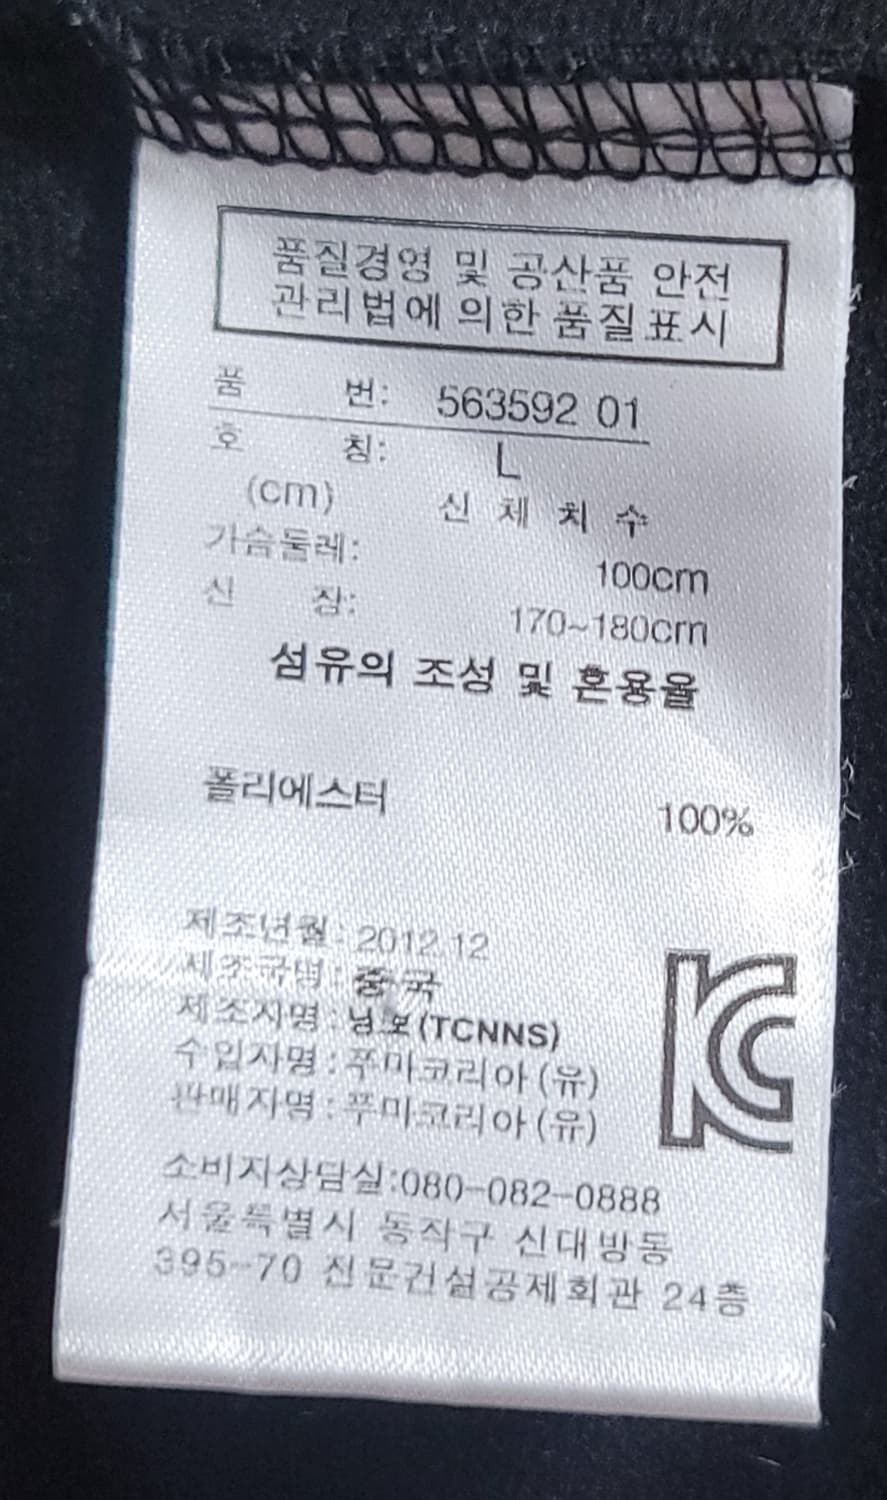 품질경영 및 공산품 안전
관리법에 의한 품질표시
품 번: 563592 01
호 칭: L
(cm) 신 체 치 수
가슴둘레: 100cm
신 장: 170~180cm
섬유의 조성 및 혼용율
폴리에스터 100%
제조년월: 2012.12
제조국명: 중국
제조자명: 닝보(TCNNS)
수입자명: 푸마코리아(유)
판매자명: 푸마코리아(유)
소비자상담실:080-082-0888
서울특별시 동작구 신대방동
395-70 전문건설공제회관 24층
KC